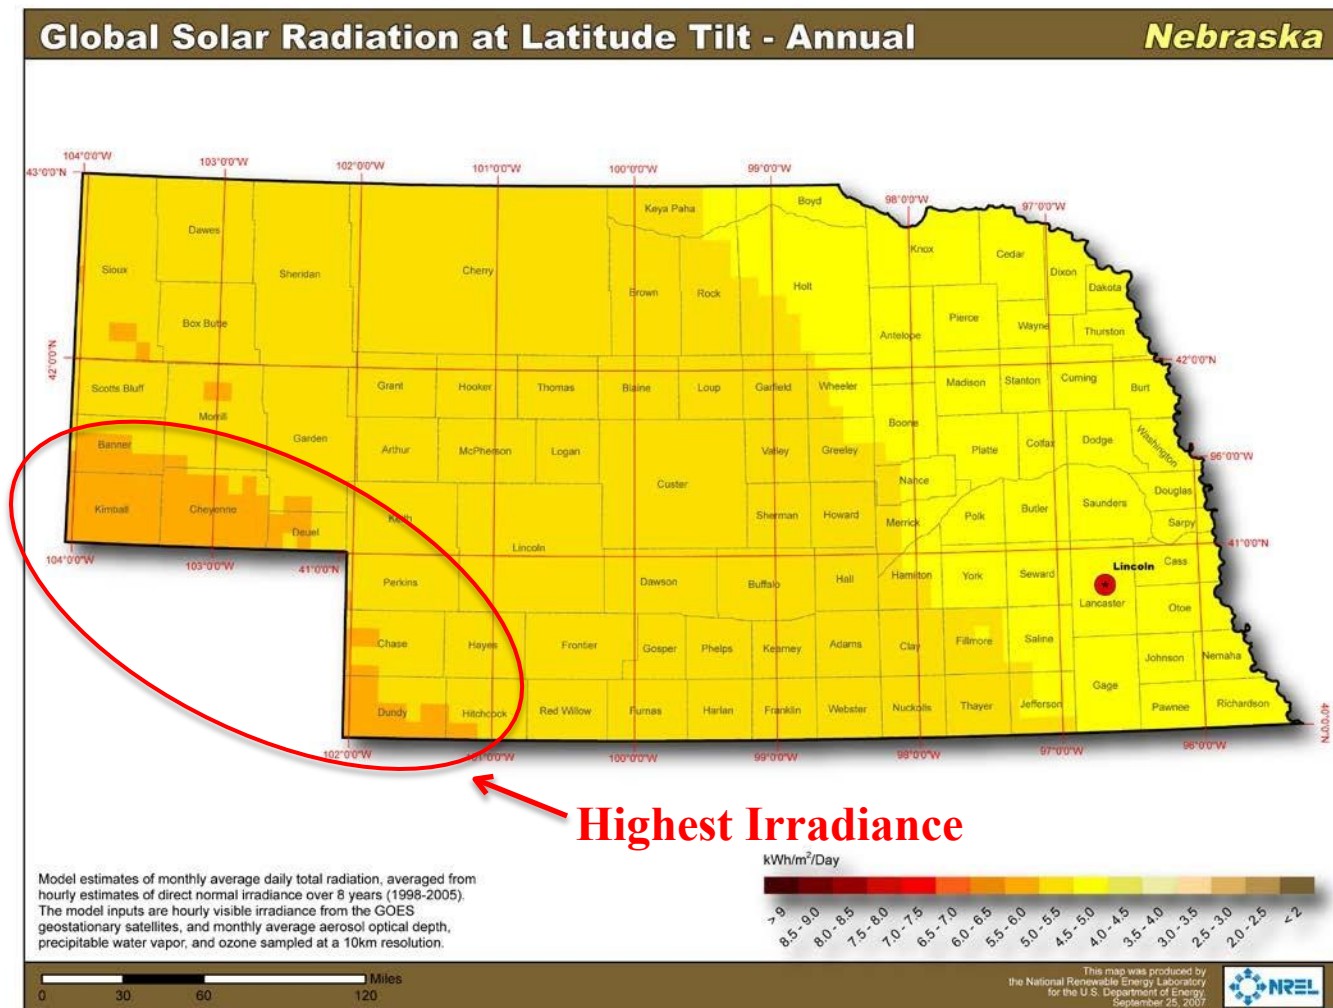 Global Solar Radiation at Latitude Tilt - Annual
Nebraska
104°0'0"W
103°0'0"W
102°0'0"W
101°0'0"W
100°0'0"W
99°0'0"W
98°0'0"W
97°0'0"W
43°0'0"N
Keya Paha
Boyd
Dawes
Knox
Cedar
Sioux
Sheridan
Cherry
Dixon
Brown
Rock
Holt
Dakota
Box Butte
Antelope
Pierce
Wayne
Thurston
42°0'0"N
42°0'0"N
Scotts Bluff
Grant
Hooker
Thomas
Blaine
Loup
Garfield
Wheeler
Madison
Stanton
Cuming
Burt
Morrill
Boone
Banner
Garden
Arthur
McPherson
Logan
Valley
Greeley
Platte
Colfax
Dodge
Washington
96°0'0"W
Custer
Nance
Kimball
Cheyenne
Keith
Sherman
Howard
Merrick
Polk
Butler
Saunders
Douglas
Sarpy
Deuel
Lincoln
104°0'0"W
103°0'0"W
41°0'0"N
41°0'0"N
Perkins
Dawson
Buffalo
Hall
Hamilton
York
Seward
Lincoln
Cass
Lancaster
Otoe
Chase
Hayes
Frontier
Gosper
Phelps
Kearney
Adams
Clay
Fillmore
Saline
Johnson
Nemaha
Dundy
Hitchcock
Red Willow
Furnas
Harlan
Franklin
Webster
Nuckolls
Thayer
Jefferson
Gage
Pawnee
Richardson
40°0'0"N
102°0'0"W
101°0'0"W
100°0'0"W
99°0'0"W
98°0'0"W
97°0'0"W
96°0'0"W
Highest Irradiance
kWh/m²/Day
> 9
8.5 - 9.0
8.0 - 8.5
7.5 - 8.0
7.0 - 7.5
6.5 - 7.0
6.0 - 6.5
5.5 - 6.0
5.0 - 5.5
4.5 - 5.0
4.0 - 4.5
3.5 - 4.0
3.0 - 3.5
2.5 - 3.0
2.0 - 2.5
< 2
Model estimates of monthly average daily total radiation, averaged from
hourly estimates of direct normal irradiance over 8 years (1998-2005).
The model inputs are hourly visible irradiance from the GOES
geostationary satellites, and monthly average aerosol optical depth,
precipitable water vapor, and ozone sampled at a 10km resolution.
Miles
0 30 60 120
This map was produced by
the National Renewable Energy Laboratory
for the U.S. Department of Energy.
September 25, 2007
NREL